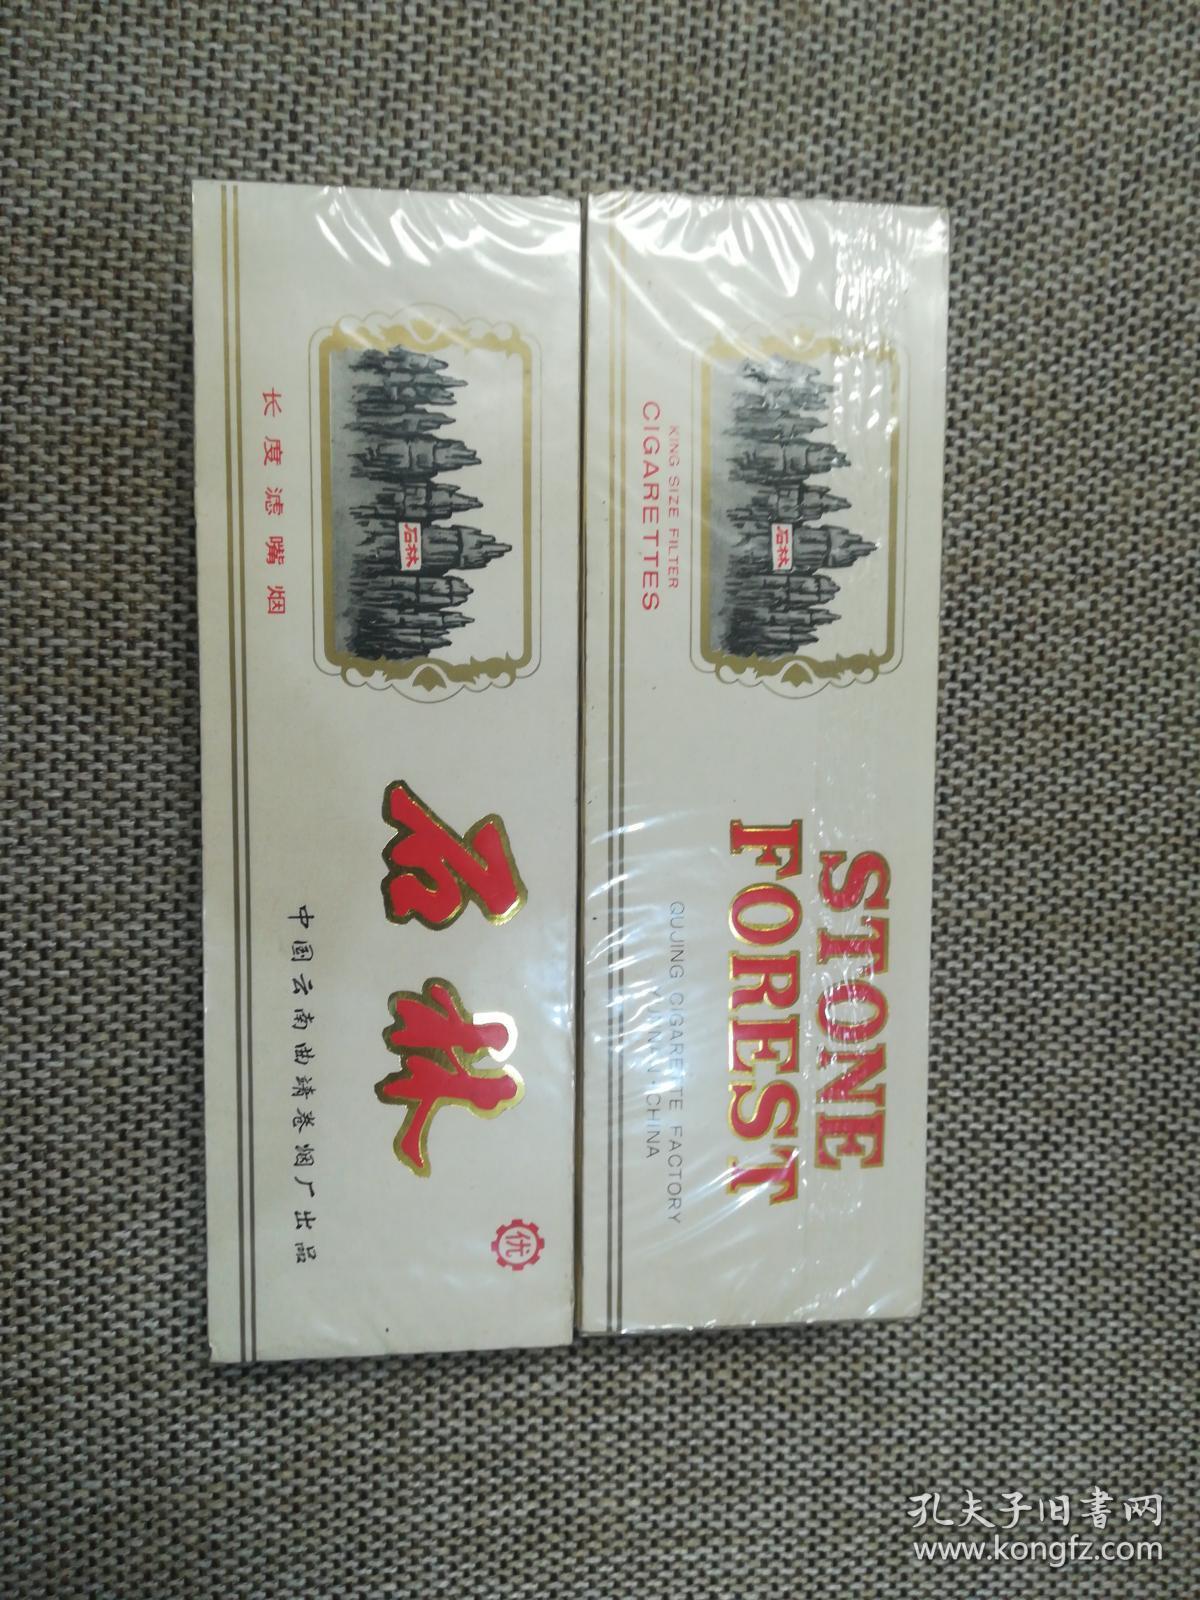 石林
长度滤嘴烟
石林
中国云南曲靖卷烟厂出品
优
石林
KING SIZE FILTER
CIGARETTES
STONE
FOREST
QUJING CIGARETTE FACTORY
YUNNAN·CHINA
孔夫子旧书网
www.kongfz.com